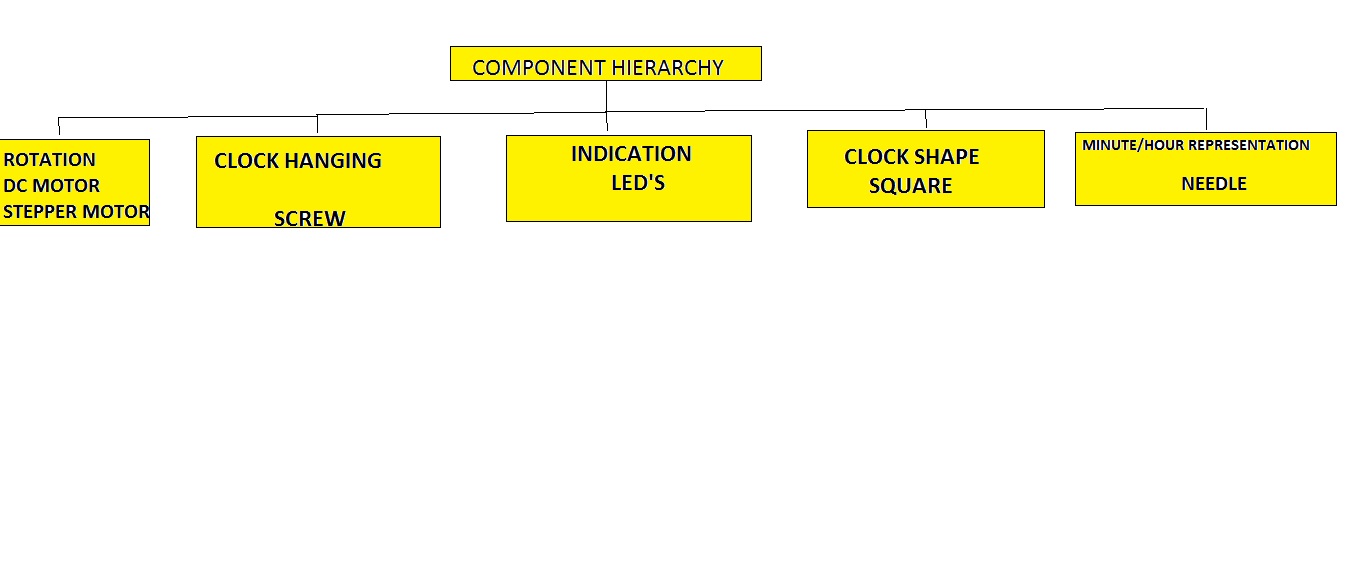 COMPONENT HIERARCHY
ROTATION
DC MOTOR
STEPPER MOTOR
CLOCK HANGING
SCREW
INDICATION
LED'S
CLOCK SHAPE
SQUARE
MINUTE/HOUR REPRESENTATION
NEEDLE